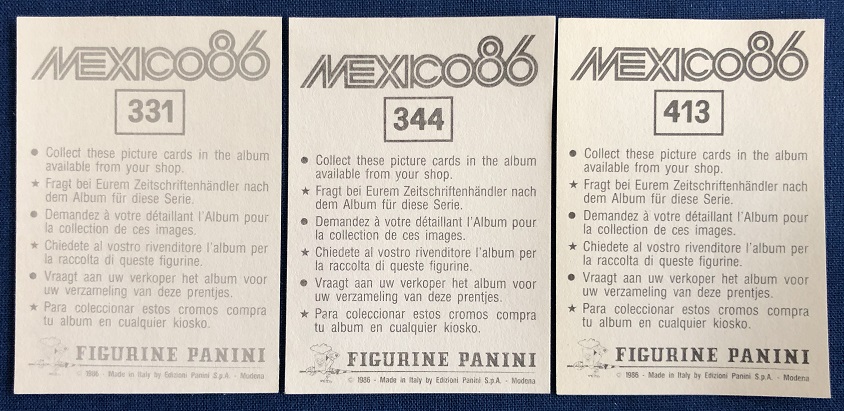 MEXICO86
331
● Collect these picture cards in the album
available from your shop.
★ Fragt bei Eurem Zeitschriftenhändler nach
dem Album für diese Serie.
● Demandez à votre détaillant l'Album pour
la collection de ces images.
★ Chiedete al vostro rivenditore l'album per
la raccolta di queste figurine.
● Vraagt aan uw verkoper het album voor
uw verzameling van deze prentjes.
★ Para coleccionar estos cromos compra
tu album en cualquier kiosko.
FIGURINE PANINI
© 1986 - Made in Italy by Edizioni Panini S.p.A. - Modena
MEXICO86
344
● Collect these picture cards in the album
available from your shop.
★ Fragt bei Eurem Zeitschriftenhändler nach
dem Album für diese Serie.
● Demandez à votre détaillant l'Album pour
la collection de ces images.
★ Chiedete al vostro rivenditore l'album per
la raccolta di queste figurine.
● Vraagt aan uw verkoper het album voor
uw verzameling van deze prentjes.
★ Para coleccionar estos cromos compra
tu album en cualquier kiosko.
FIGURINE PANINI
© 1986 - Made in Italy by Edizioni Panini S.p.A. - Modena
MEXICO86
413
● Collect these picture cards in the album
available from your shop.
★ Fragt bei Eurem Zeitschriftenhändler nach
dem Album für diese Serie.
● Demandez à votre détaillant l'Album pour
la collection de ces images.
★ Chiedete al vostro rivenditore l'album per
la raccolta di queste figurine.
● Vraagt aan uw verkoper het album voor
uw verzameling van deze prentjes.
★ Para coleccionar estos cromos compra
tu album en cualquier kiosko.
FIGURINE PANINI
© 1986 - Made in Italy by Edizioni Panini S.p.A. - Modena